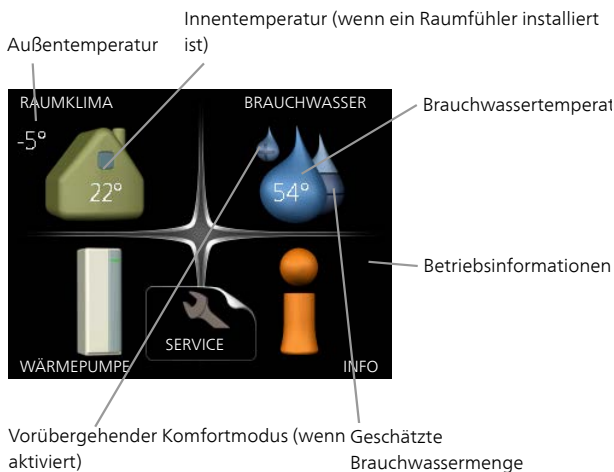 Innentemperatur (wenn ein Raumfühler installiert
ist)
Außentemperatur
RAUMKLIMA
BRAUCHWASSER
-5°
22°
54°
Brauchwassertemperat
Betriebsinformationen
SERVICE
WÄRMEPUMPE
INFO
Vorübergehender Komfortmodus (wenn
aktiviert)
Geschätzte
Brauchwassermenge